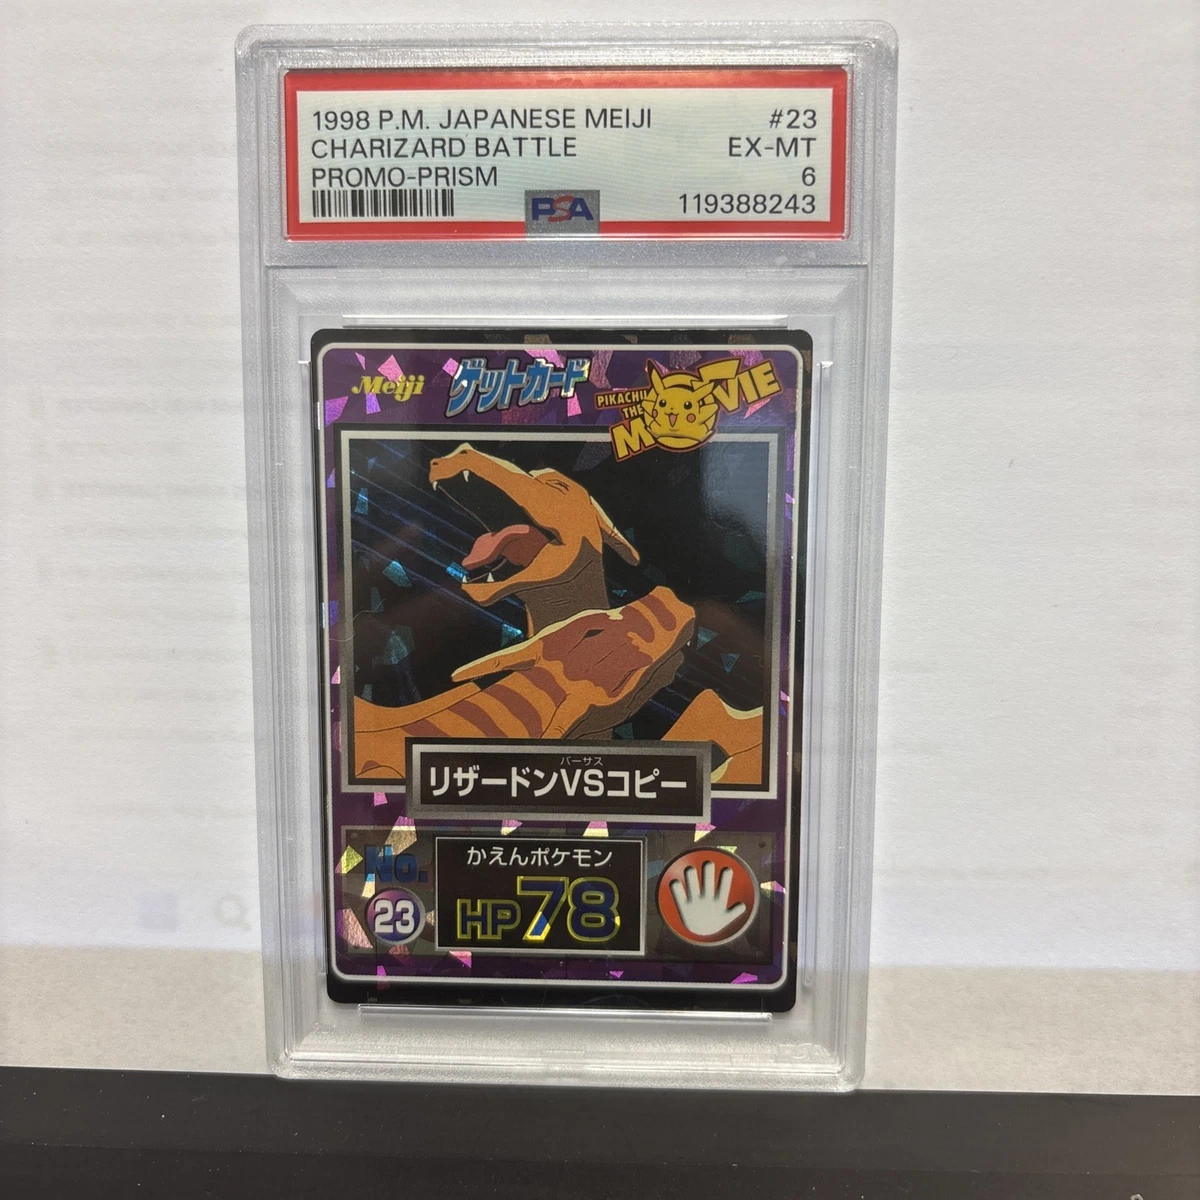 1998 P.M. JAPANESE MEIJI #23
CHARIZARD BATTLE EX-MT
PROMO-PRISM 6
PSA 119388243
Meiji ゲットカード PIKACHU
THE
MOVIE
バーサス
リザードンVSコピー
No. かえんポケモン
23 HP 78